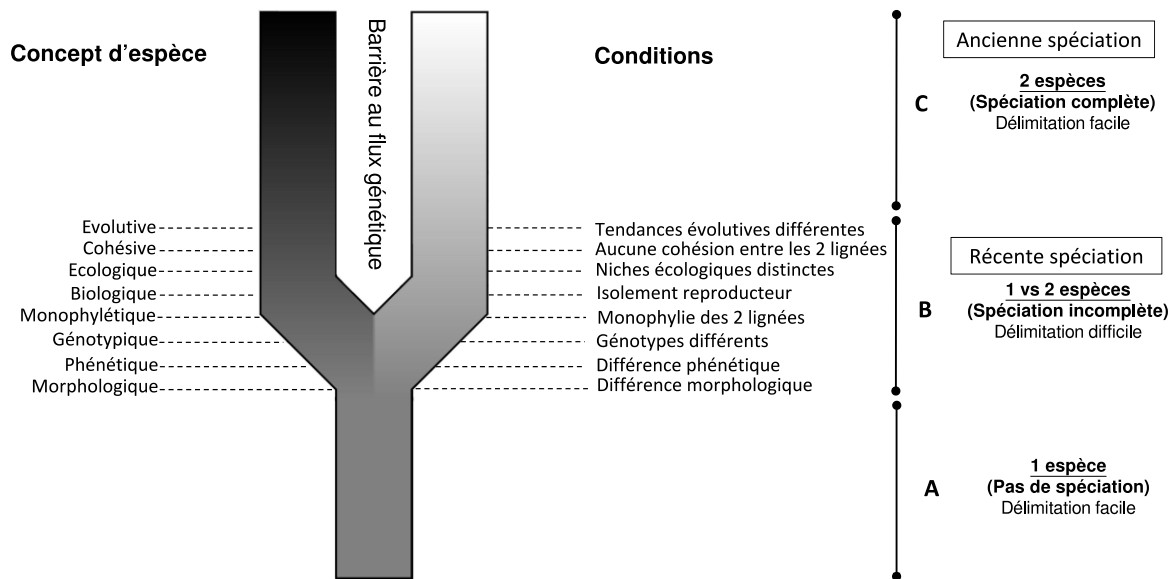 Concept d'espèce
Barrière au flux génétique
Conditions
Evolutive
Cohésive
Ecologique
Biologique
Monophylétique
Génotypique
Phénétique
Morphologique
Tendances évolutives différentes
Aucune cohésion entre les 2 lignées
Niches écologiques distinctes
Isolement reproducteur
Monophylie des 2 lignées
Génotypes différents
Différence phénétique
Différence morphologique
Ancienne spéciation
C
2 espèces
(Spéciation complète)
Délimitation facile
Récente spéciation
B
1 vs 2 espèces
(Spéciation incomplète)
Délimitation difficile
A
1 espèce
(Pas de spéciation)
Délimitation facile